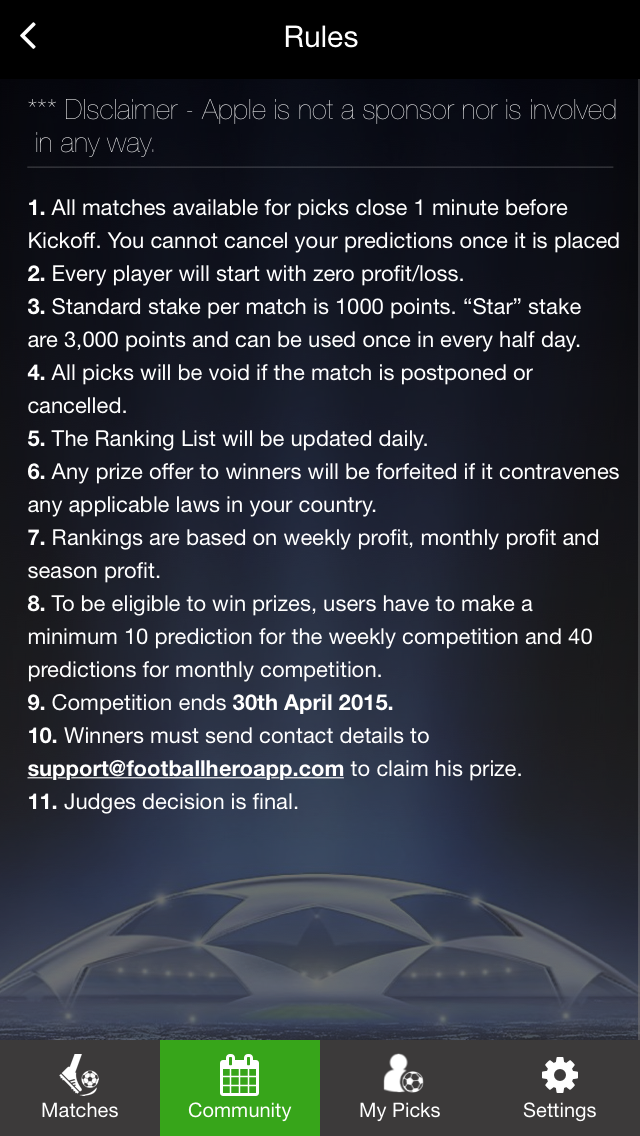 Rules
*** DIsclaimer - Apple is not a sponsor nor is involved
in any way.
1. All matches available for picks close 1 minute before
Kickoff. You cannot cancel your predictions once it is placed
2. Every player will start with zero profit/loss.
3. Standard stake per match is 1000 points. “Star” stake
are 3,000 points and can be used once in every half day.
4. All picks will be void if the match is postponed or
cancelled.
5. The Ranking List will be updated daily.
6. Any prize offer to winners will be forfeited if it contravenes
any applicable laws in your country.
7. Rankings are based on weekly profit, monthly profit and
season profit.
8. To be eligible to win prizes, users have to make a
minimum 10 prediction for the weekly competition and 40
predictions for monthly competition.
9. Competition ends 30th April 2015.
10. Winners must send contact details to
support@footballheroapp.com to claim his prize.
11. Judges decision is final.
Matches Community My Picks Settings